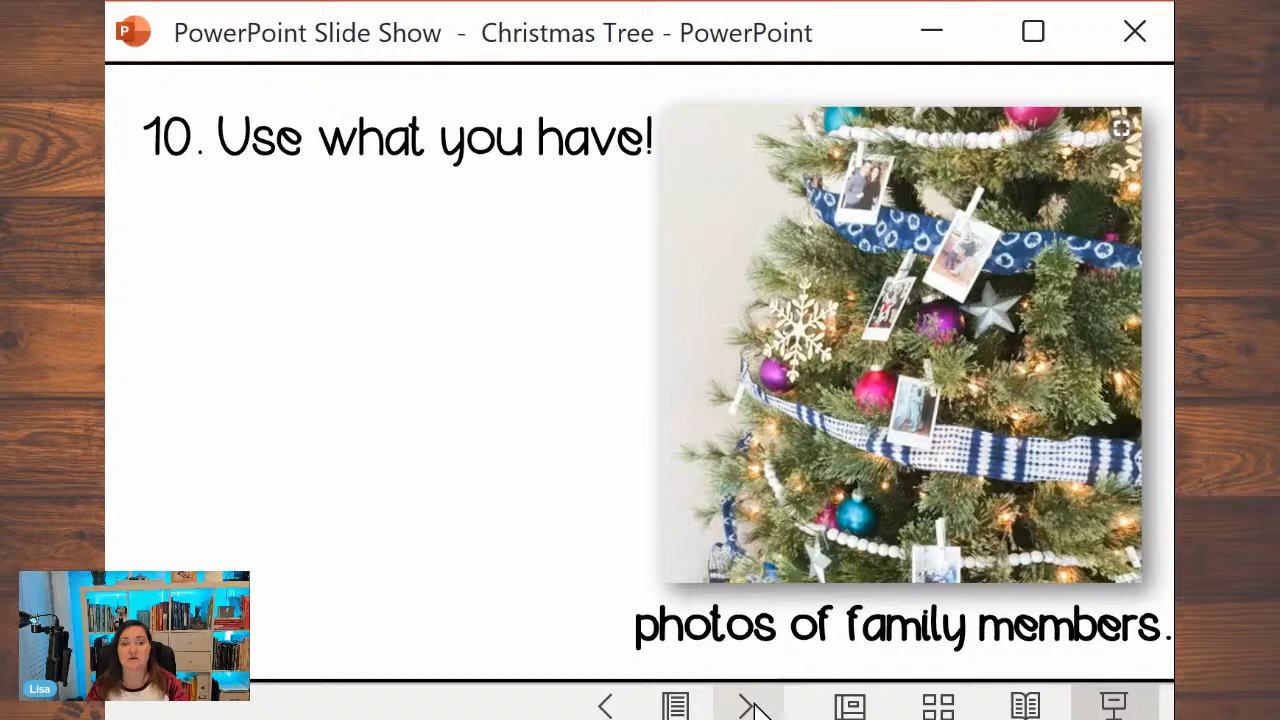 PowerPoint Slide Show - Christmas Tree - PowerPoint
10. Use what you have!
photos of family members.
Lisa